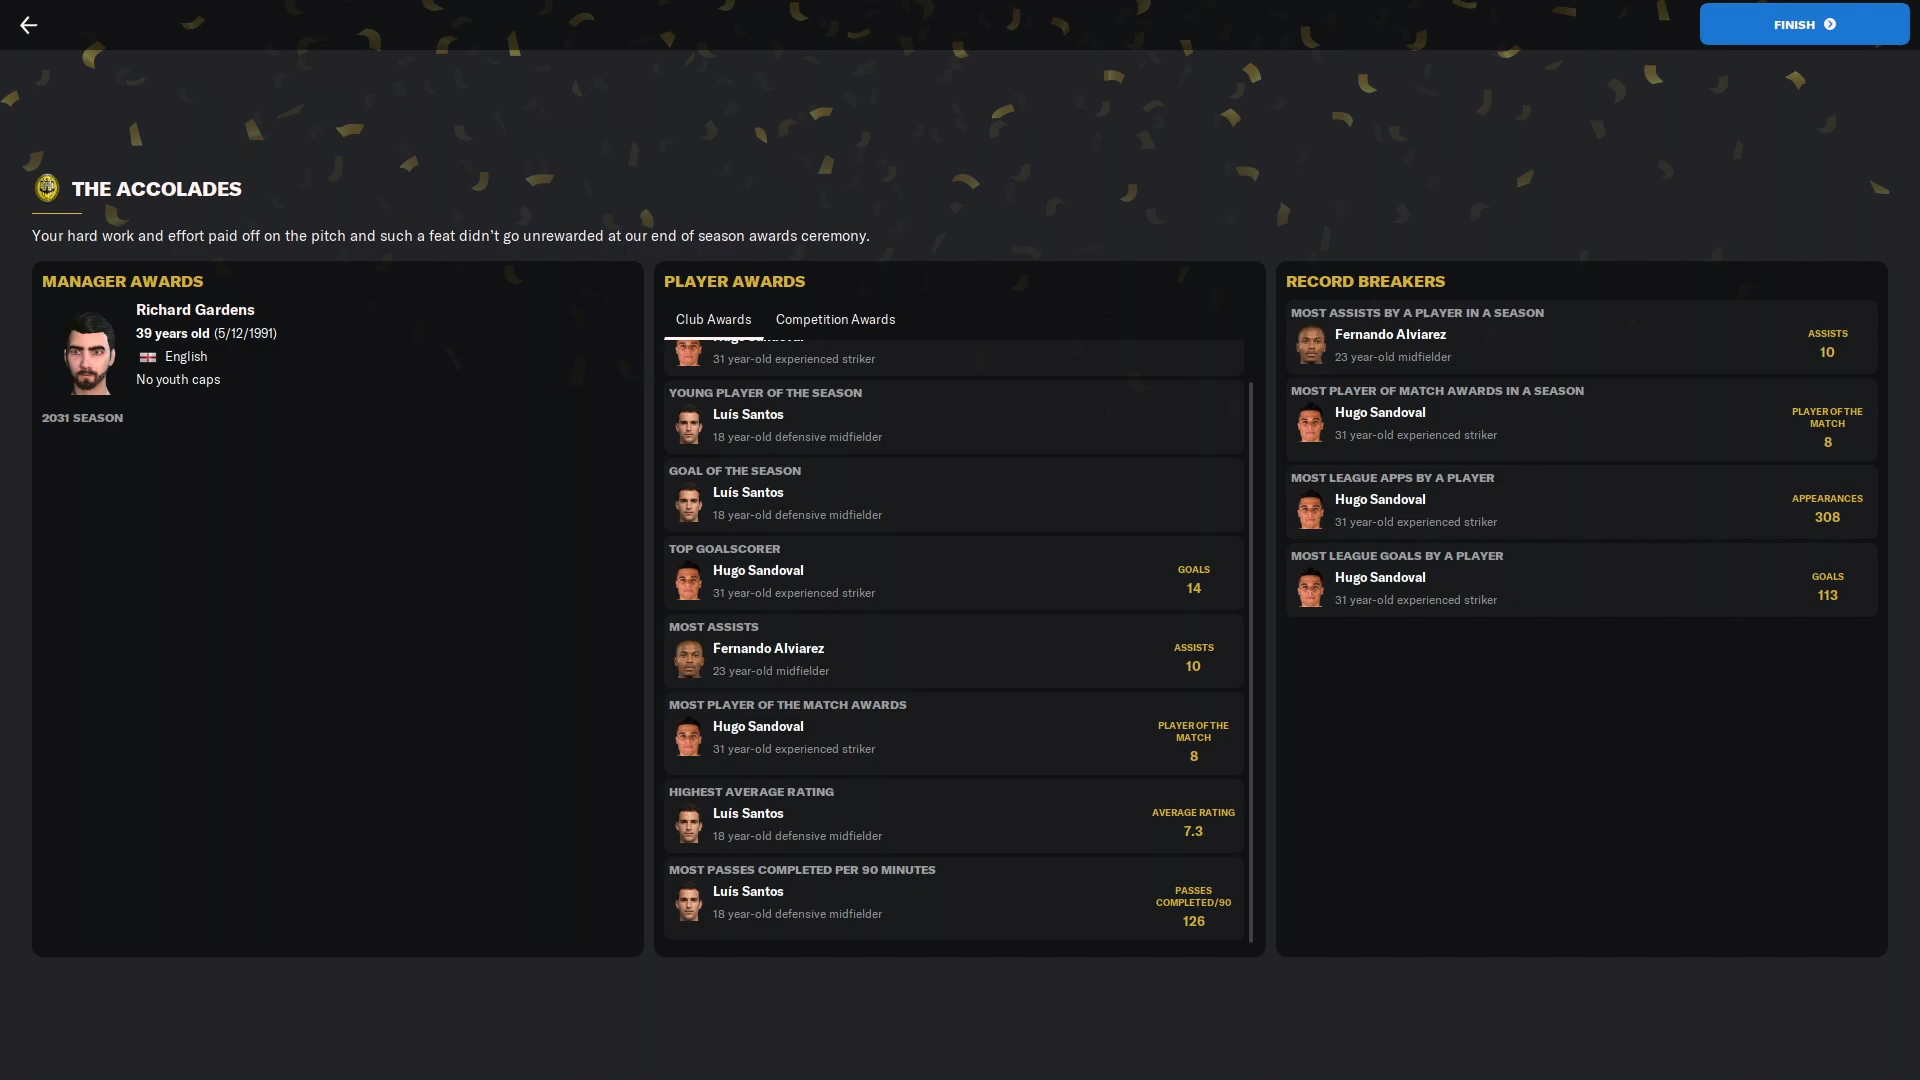 FINISH
THE ACCOLADES
Your hard work and effort paid off on the pitch and such a feat didn't go unrewarded at our end of season awards ceremony.
MANAGER AWARDS
Richard Gardens
39 years old (5/12/1991)
English
No youth caps
2031 SEASON
PLAYER AWARDS
Club Awards
Competition Awards
31 year-old experienced striker
YOUNG PLAYER OF THE SEASON
Luís Santos
18 year-old defensive midfielder
GOAL OF THE SEASON
Luís Santos
18 year-old defensive midfielder
TOP GOALSCORER
Hugo Sandoval
31 year-old experienced striker
GOALS
14
MOST ASSISTS
Fernando Alviarez
23 year-old midfielder
ASSISTS
10
MOST PLAYER OF THE MATCH AWARDS
Hugo Sandoval
31 year-old experienced striker
PLAYER OF THE
MATCH
8
HIGHEST AVERAGE RATING
Luís Santos
18 year-old defensive midfielder
AVERAGE RATING
7.3
MOST PASSES COMPLETED PER 90 MINUTES
Luís Santos
18 year-old defensive midfielder
PASSES
COMPLETED/90
126
RECORD BREAKERS
MOST ASSISTS BY A PLAYER IN A SEASON
Fernando Alviarez
23 year-old midfielder
ASSISTS
10
MOST PLAYER OF MATCH AWARDS IN A SEASON
Hugo Sandoval
31 year-old experienced striker
PLAYER OF THE
MATCH
8
MOST LEAGUE APPS BY A PLAYER
Hugo Sandoval
31 year-old experienced striker
APPEARANCES
308
MOST LEAGUE GOALS BY A PLAYER
Hugo Sandoval
31 year-old experienced striker
GOALS
113